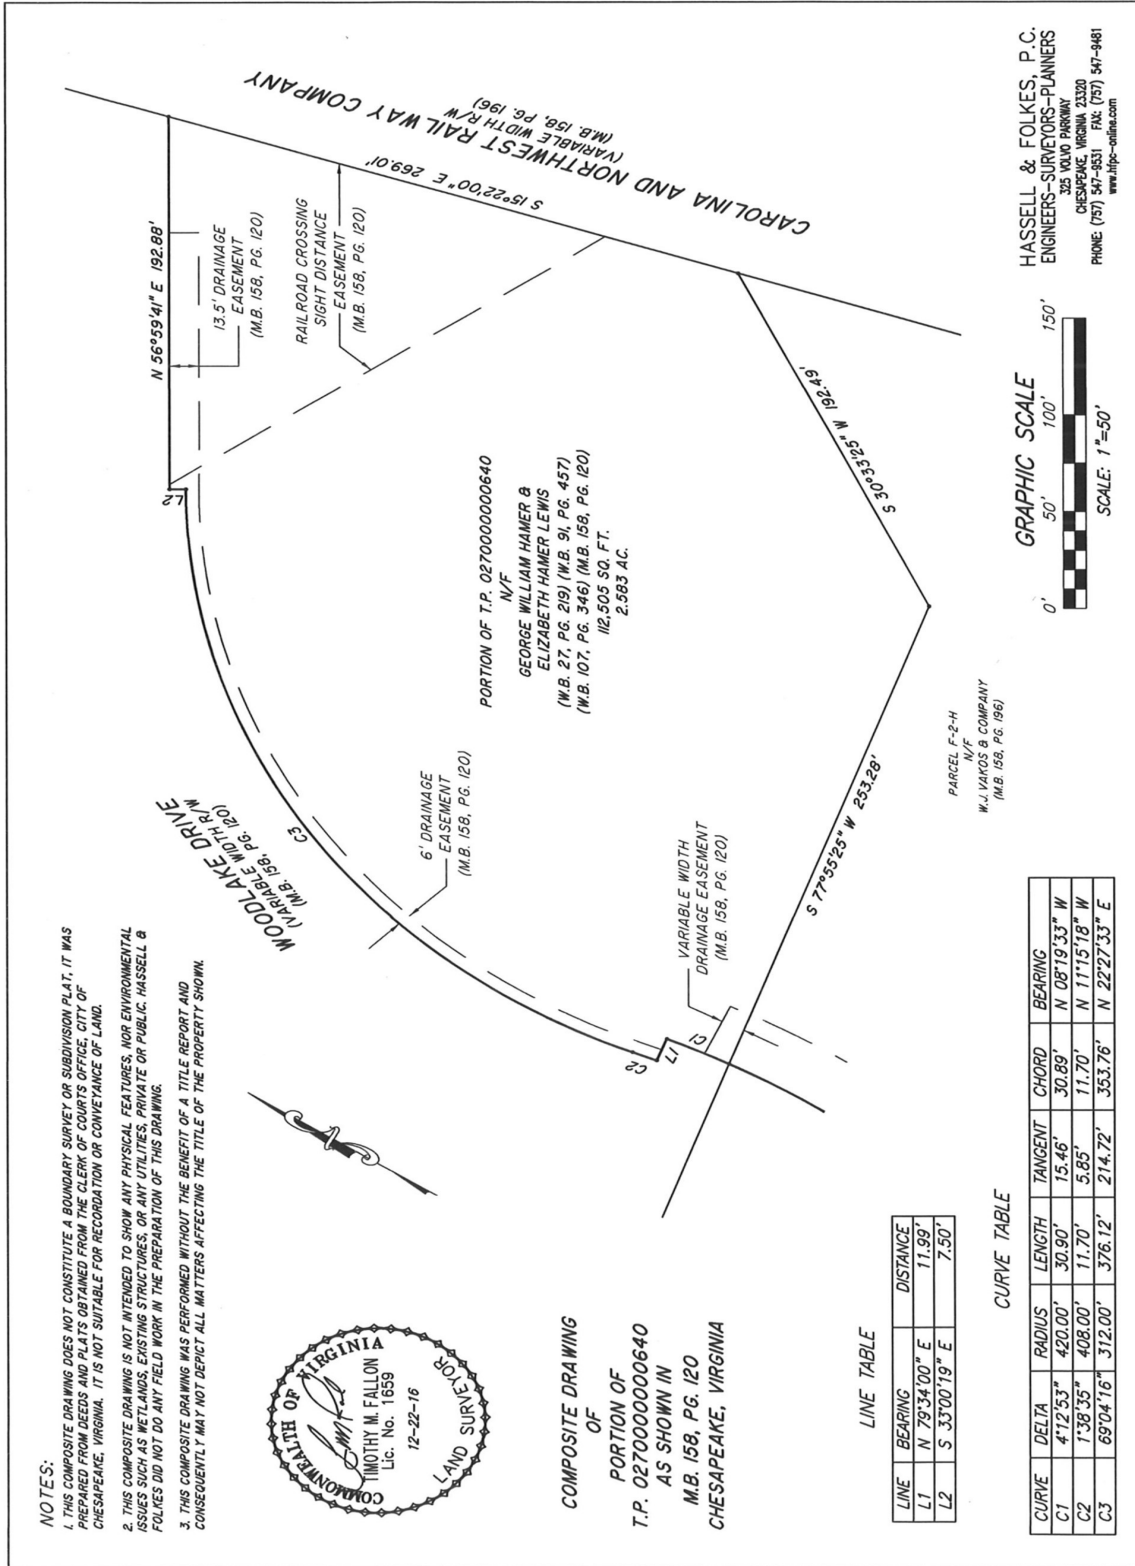 NOTES:
1. THIS COMPOSITE DRAWING DOES NOT CONSTITUTE A BOUNDARY SURVEY OR SUBDIVISION PLAT, IT WAS
PREPARED FROM DEEDS AND PLATS OBTAINED FROM THE CLERK OF COURTS OFFICE, CITY OF
CHESAPEAKE, VIRGINIA. IT IS NOT SUITABLE FOR RECORDATION OR CONVEYANCE OF LAND.
2. THIS COMPOSITE DRAWING IS NOT INTENDED TO SHOW ANY PHYSICAL FEATURES, NOR ENVIRONMENTAL
ISSUES SUCH AS WETLANDS, EXISTING STRUCTURES, OR ANY UTILITIES, PRIVATE OR PUBLIC. HASSELL &
FOLKES DID NOT DO ANY FIELD WORK IN THE PREPARATION OF THIS DRAWING.
3. THIS COMPOSITE DRAWING WAS PERFORMED WITHOUT THE BENEFIT OF A TITLE REPORT AND
CONSEQUENTLY MAY NOT DEPICT ALL MATTERS AFFECTING THE TITLE OF THE PROPERTY SHOWN.
WOODLAKE DRIVE
(VARIABLE WIDTH R/W
(M.B. 158, PG. 120)
C3
L2
N 56°59'41" E 192.88'
13.5' DRAINAGE
EASEMENT
(M.B. 158, PG. 120)
RAILROAD CROSSING
SIGHT DISTANCE
EASEMENT
(M.B. 158, PG. 120)
S 15°22'00" E 269.01'
CAROLINA AND NORTHWEST RAILWAY COMPANY
(VARIABLE WIDTH R/W
(M.B. 158, PG. 196)
6' DRAINAGE
EASEMENT
(M.B. 158, PG. 120)
PORTION OF T.P. 0270000000640
N/F
GEORGE WILLIAM HAMER &
ELIZABETH HAMER LEWIS
(W.B. 27, PG. 219) (W.B. 91, PG. 457)
(W.B. 107, PG. 346) (M.B. 158, PG. 120)
112,505 SQ. FT.
2.583 AC.
C2
L1
C1
VARIABLE WIDTH
DRAINAGE EASEMENT
(M.B. 158, PG. 120)
S 77°55'25" W 253.28'
S 30°33'25" W 192.49'
PARCEL F-2-H
N/F
W.J. VAKOS & COMPANY
(M.B. 158, PG. 196)
COMMONWEALTH OF VIRGINIA
TIMOTHY M. FALLON
Lic. No. 1659
12-22-16
LAND SURVEYOR
COMPOSITE DRAWING
OF
PORTION OF
T.P. 0270000000640
AS SHOWN IN
M.B. 158, PG. 120
CHESAPEAKE, VIRGINIA
LINE TABLE
LINE BEARING DISTANCE
L1 N 79°34'00" E 11.99'
L2 S 33°00'19" E 7.50'
CURVE TABLE
CURVE DELTA RADIUS LENGTH TANGENT CHORD BEARING
C1 4°12'53" 420.00' 30.90' 15.46' 30.89' N 08°19'33" W
C2 1°38'35" 408.00' 11.70' 5.85' 11.70' N 11°15'18" W
C3 69°04'16" 312.00' 376.12' 214.72' 353.76' N 22°27'33" E
GRAPHIC SCALE
0' 50' 100' 150'
SCALE: 1"=50'
HASSELL & FOLKES, P.C.
ENGINEERS-SURVEYORS-PLANNERS
325 VOLVO PARKWAY
CHESAPEAKE, VIRGINIA 23320
PHONE: (757) 547-9531 FAX: (757) 547-9481
www.hfpc-online.com